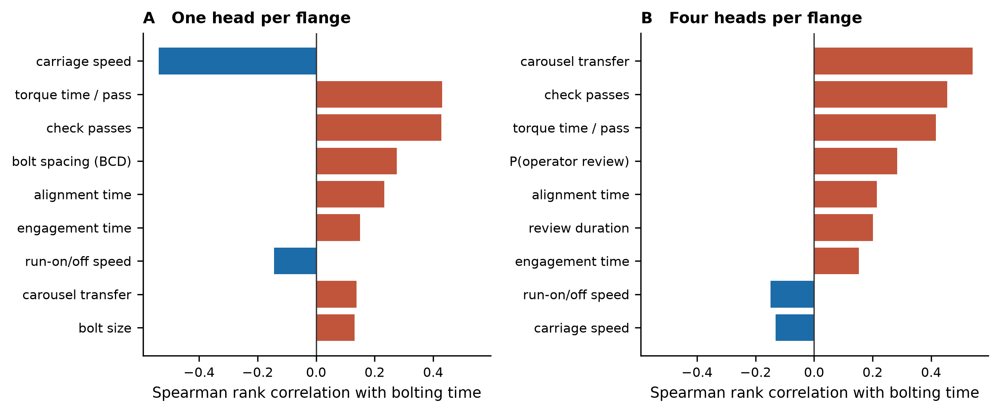 A One head per flange
carriage speed
torque time / pass
check passes
bolt spacing (BCD)
alignment time
engagement time
run-on/off speed
carousel transfer
bolt size
−0.4 −0.2 0.0 0.2 0.4
Spearman rank correlation with bolting time
B Four heads per flange
carousel transfer
check passes
torque time / pass
P(operator review)
alignment time
review duration
engagement time
run-on/off speed
carriage speed
−0.4 −0.2 0.0 0.2 0.4
Spearman rank correlation with bolting time